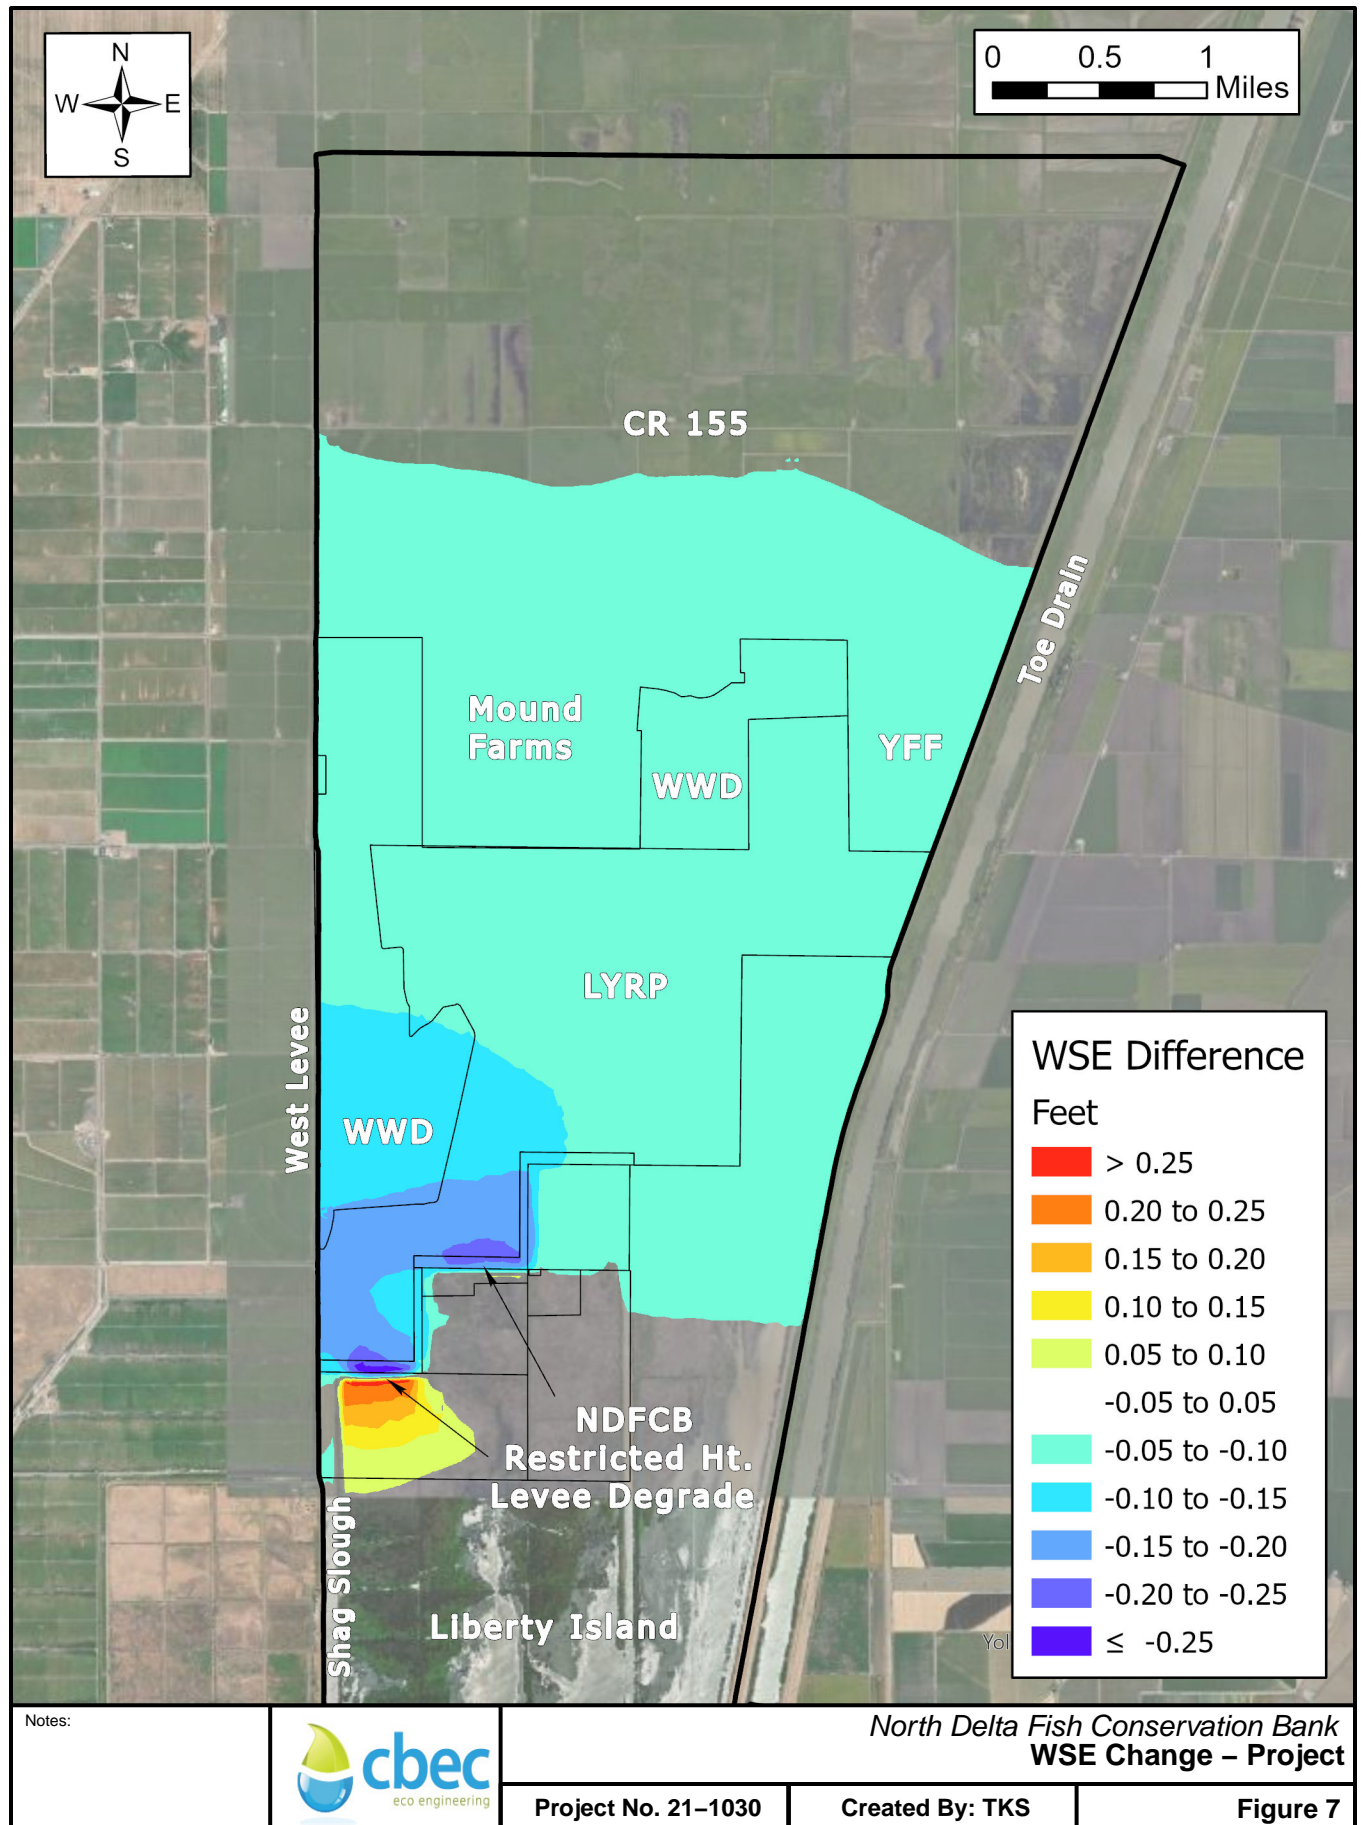 N
W E
S
0 0.5 1
Miles
CR 155
Toe Drain
Mound
Farms
WWD
YFF
LYRP
West Levee
WWD
NDFCB
Restricted Ht.
Levee Degrade
Shag Slough
Liberty Island
Yol
WSE Difference
Feet
> 0.25
0.20 to 0.25
0.15 to 0.20
0.10 to 0.15
0.05 to 0.10
-0.05 to 0.05
-0.05 to -0.10
-0.10 to -0.15
-0.15 to -0.20
-0.20 to -0.25
≤ -0.25
Notes:
cbec
eco engineering
North Delta Fish Conservation Bank
WSE Change – Project
Project No. 21–1030
Created By: TKS
Figure 7